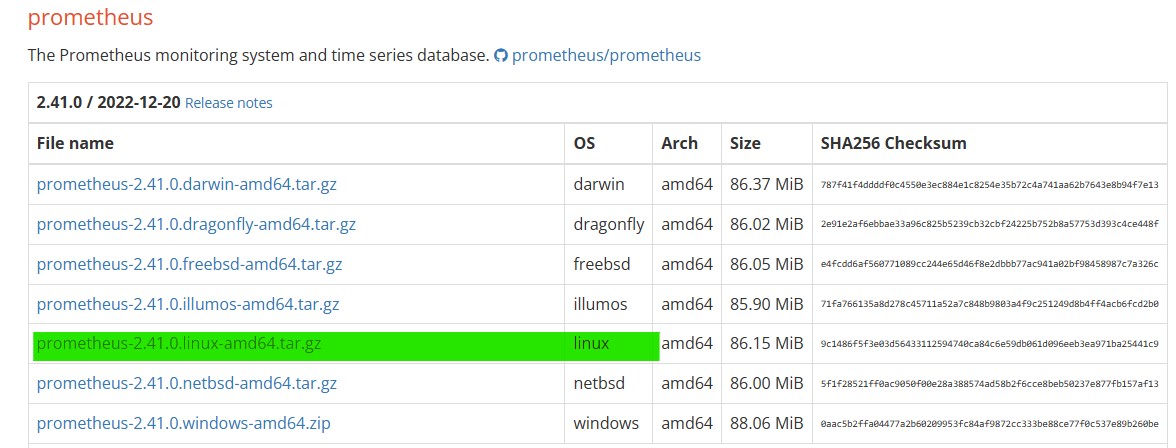 prometheus
The Prometheus monitoring system and time series database. prometheus/prometheus
2.41.0 / 2022-12-20 Release notes
File name OS Arch Size SHA256 Checksum
prometheus-2.41.0.darwin-amd64.tar.gz darwin amd64 86.37 MiB 787f41f4ddddf0c4550e3ec884e1c8254e35b72c4a741aa62b7643e8b94f7e13
prometheus-2.41.0.dragonfly-amd64.tar.gz dragonfly amd64 86.02 MiB 2e91e2af6ebbae33a96c825b5239cb32cbf24225b752b8a57753d393c4ce448f
prometheus-2.41.0.freebsd-amd64.tar.gz freebsd amd64 86.05 MiB e4fcdd6af560771089cc244e65d46f8e2dbbb77ac941a02bf98458987c7a326c
prometheus-2.41.0.illumos-amd64.tar.gz illumos amd64 85.90 MiB 71fa766135a8d278c45711a52a7c848b9803a4f9c251249d8b4ff4acb6fcd2b0
prometheus-2.41.0.linux-amd64.tar.gz linux amd64 86.15 MiB 9c1486f5f3e03d56433112594740ca84c6e59db061d096eeb3ea971ba25441c9
prometheus-2.41.0.netbsd-amd64.tar.gz netbsd amd64 86.00 MiB 5f1f28521ff0ac9050f00e28a388574ad58b2f6cce8beb50237e877fb157af13
prometheus-2.41.0.windows-amd64.zip windows amd64 88.06 MiB 0aac5b2ffa04477a2b60209953fc84af9872cc333be88ce77f0c537e89b260be